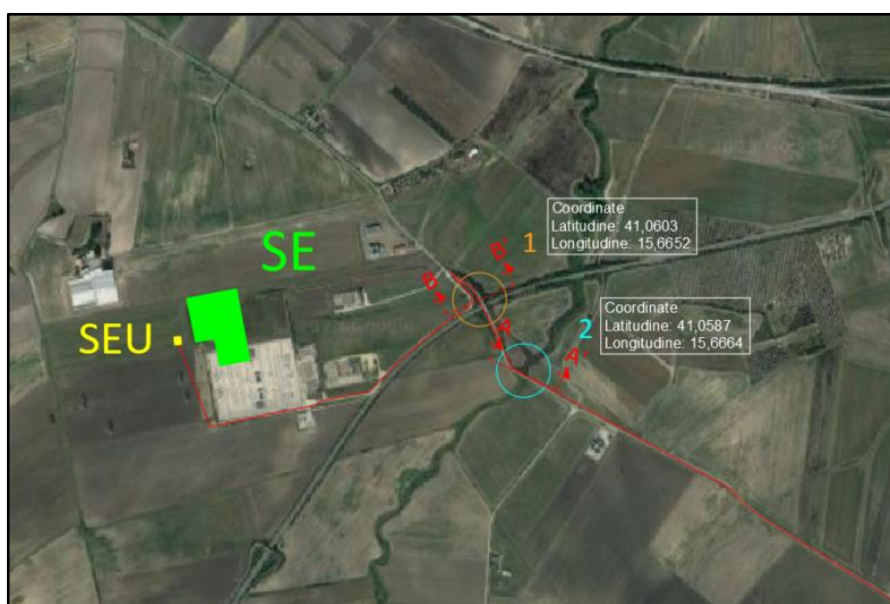 SE
SEU
1
Coordinate
Latitudine: 41,0603
Longitudine: 15,6652
B
B'
2
Coordinate
Latitudine: 41,0587
Longitudine: 15,6664
A
A'